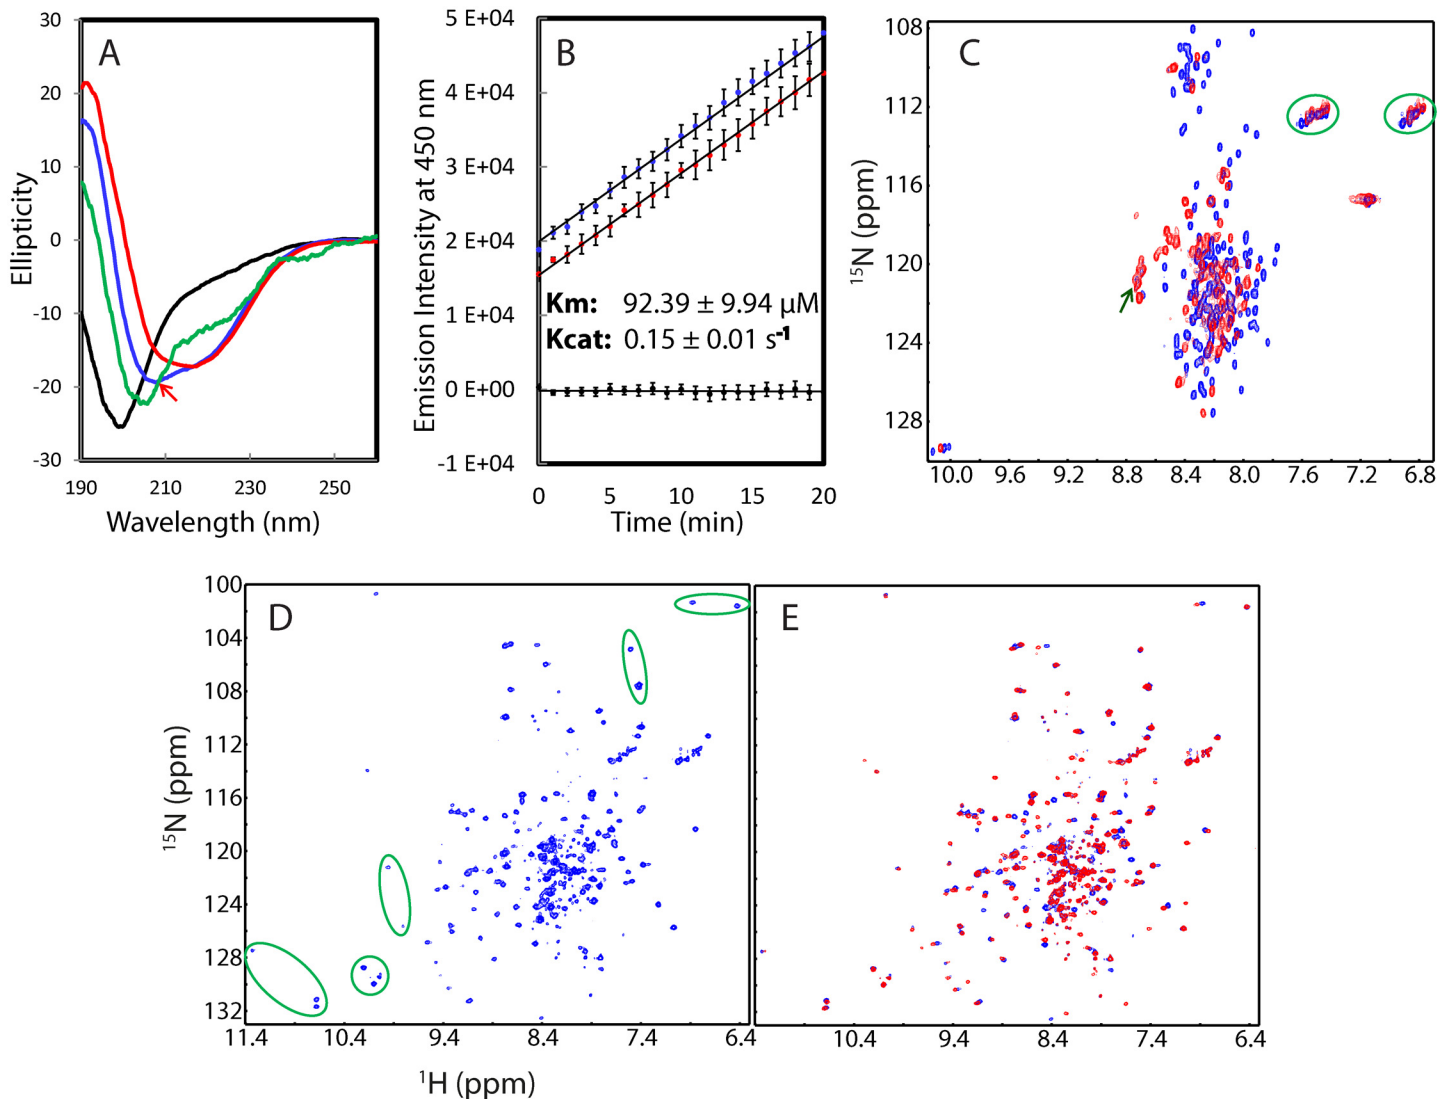 A
30
20
10
0
-10
-20
-30
Ellipticity
190
210
230
250
Wavelength (nm)
B
5 E+04
4 E+04
3 E+04
2 E+04
1 E+04
0 E+00
-1 E+04
Emission Intensity at 450 nm
Km: 92.39 ± 9.94 µM
Kcat: 0.15 ± 0.01 s⁻¹
0
5
10
15
20
Time (min)
C
108
112
116
120
124
128
¹⁵N (ppm)
10.0
9.6
9.2
8.8
8.4
8.0
7.6
7.2
6.8
D
100
104
108
112
116
120
124
128
132
¹⁵N (ppm)
11.4
10.4
9.4
8.4
7.4
6.4
E
10.4
9.4
8.4
7.4
6.4
¹H (ppm)